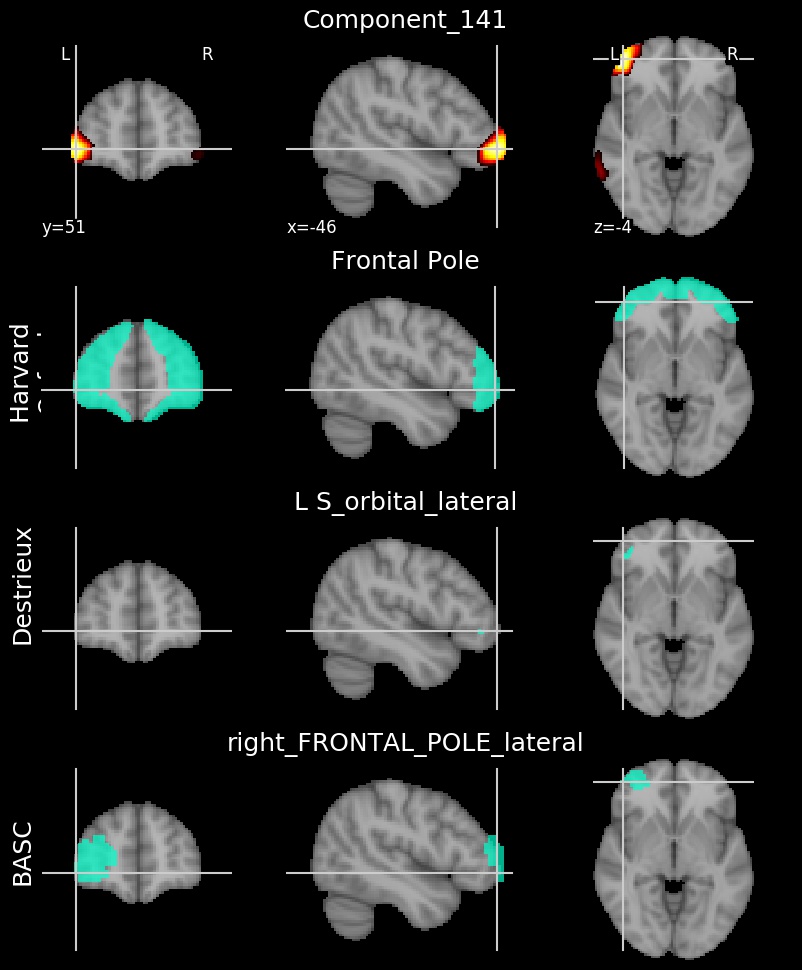 Component_141
L
R
L
R
y=51
x=-46
z=-4
Frontal Pole
Harvard
L S_orbital_lateral
Destrieux
right_FRONTAL_POLE_lateral
BASC